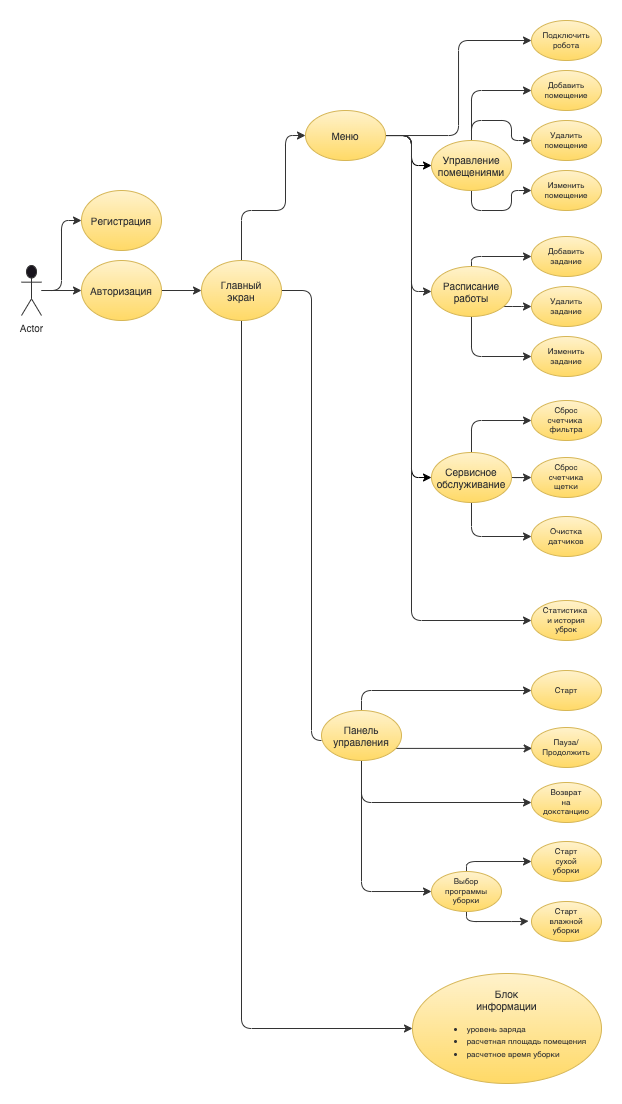 Подключить
робота
Добавить
помещение
Меню
Удалить
помещение
Управление
помещениями
Изменить
помещение
Регистрация
Добавить
задание
Actor
Авторизация
Главный
экран
Расписание
работы
Удалить
задание
Изменить
задание
Сброс
счетчика
фильтра
Сервисное
обслуживание
Сброс
счетчика
щетки
Очистка
датчиков
Статистика
и история
уброк
Старт
Панель
управления
Пауза/
Продолжить
Возврат
на
докстанцию
Старт
сухой
уборки
Выбор
программы
уборки
Старт
влажной
уборки
Блок
информации
• уровень заряда
• расчетная площадь помещения
• расчетное время уборки